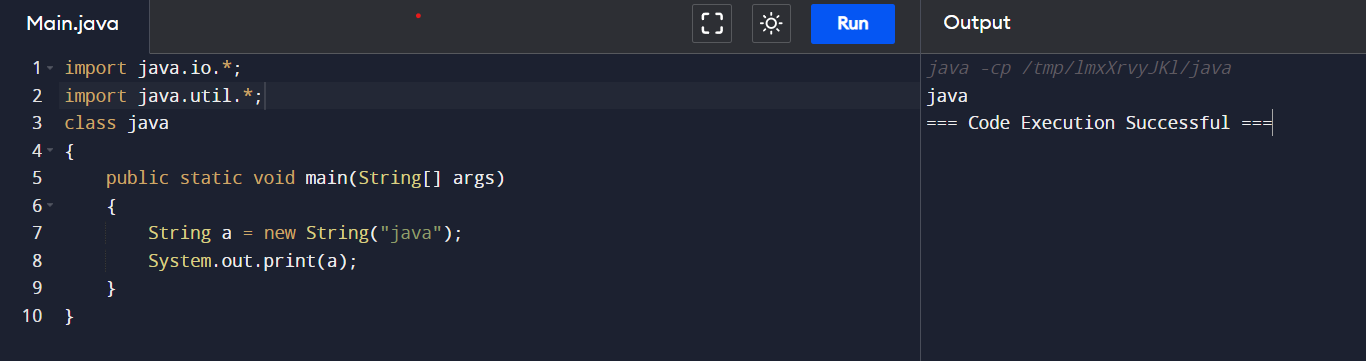 Main.java
Run
1 import java.io.*;
2 import java.util.*;
3 class java
4 {
5     public static void main(String[] args)
6     {
7         String a = new String("java");
8         System.out.print(a);
9     }
10 }
Output
java -cp /tmp/lmxXrvyJKl/java
java
=== Code Execution Successful ===